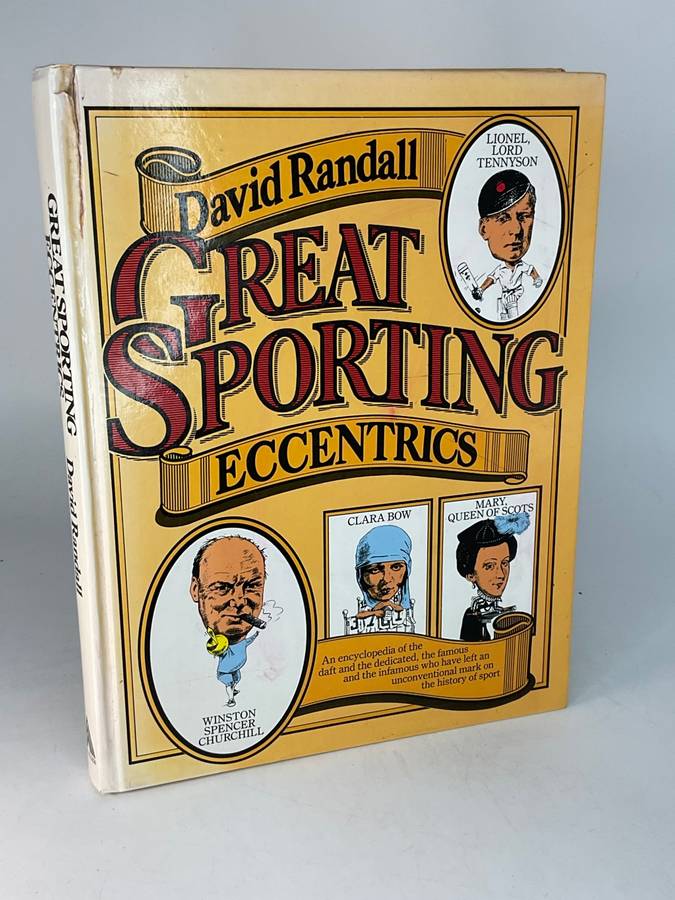 David Randall
GREAT
SPORTING
ECCENTRICS
LIONEL,
LORD
TENNYSON
CLARA BOW
MARY,
QUEEN OF SCOTS
WINSTON
SPENCER
CHURCHILL
An encyclopedia of the
daft and the dedicated, the famous
and the infamous who have left an
unconventional mark on
the history of sport
GREAT SPORTING
ECCENTRICS
David Randall